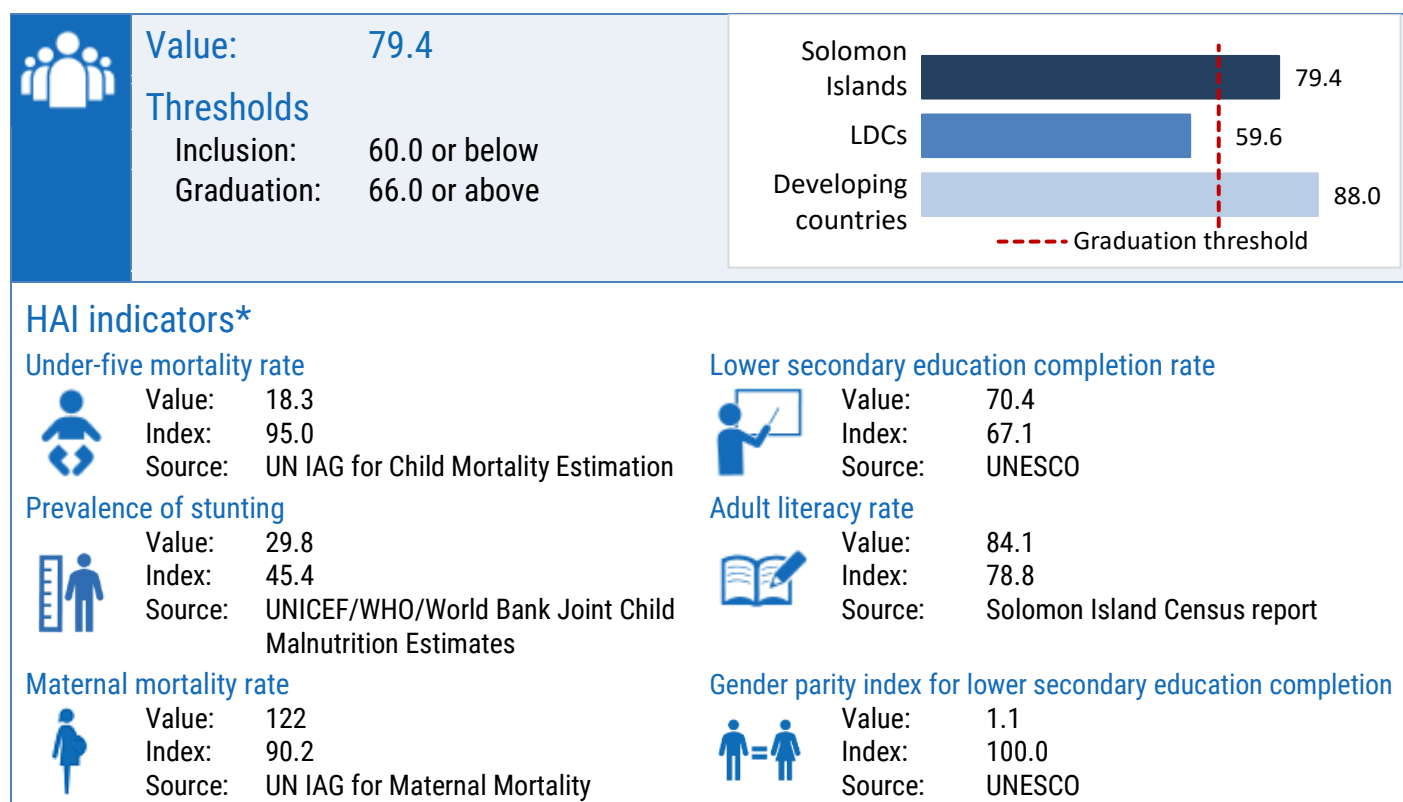 Value: 79.4
Thresholds
Inclusion: 60.0 or below
Graduation: 66.0 or above
Solomon
Islands
79.4
LDCs
59.6
Developing
countries
88.0
Graduation threshold
HAI indicators*
Under-five mortality rate
Value: 18.3
Index: 95.0
Source: UN IAG for Child Mortality Estimation
Prevalence of stunting
Value: 29.8
Index: 45.4
Source: UNICEF/WHO/World Bank Joint Child
Malnutrition Estimates
Maternal mortality rate
Value: 122
Index: 90.2
Source: UN IAG for Maternal Mortality
Lower secondary education completion rate
Value: 70.4
Index: 67.1
Source: UNESCO
Adult literacy rate
Value: 84.1
Index: 78.8
Source: Solomon Island Census report
Gender parity index for lower secondary education completion
Value: 1.1
Index: 100.0
Source: UNESCO